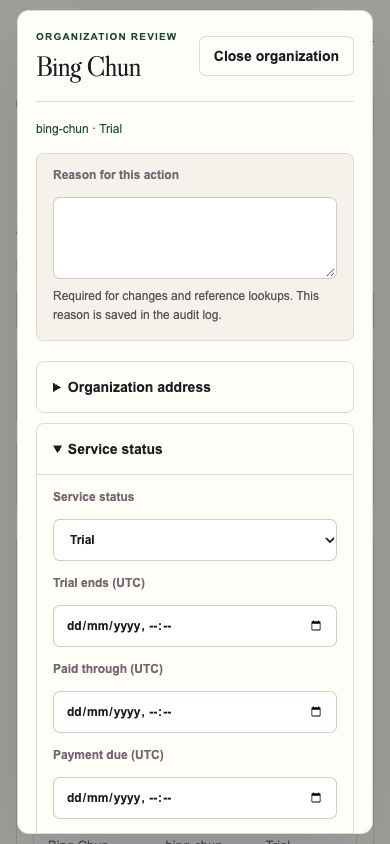 ORGANIZATION REVIEW
Bing Chun
Close organization
bing-chun · Trial
Reason for this action
Required for changes and reference lookups. This
reason is saved in the audit log.
Organization address
Service status
Service status
Trial
Trial ends (UTC)
dd/mm/yyyy, --:--
Paid through (UTC)
dd/mm/yyyy, --:--
Payment due (UTC)
dd/mm/yyyy, --:--